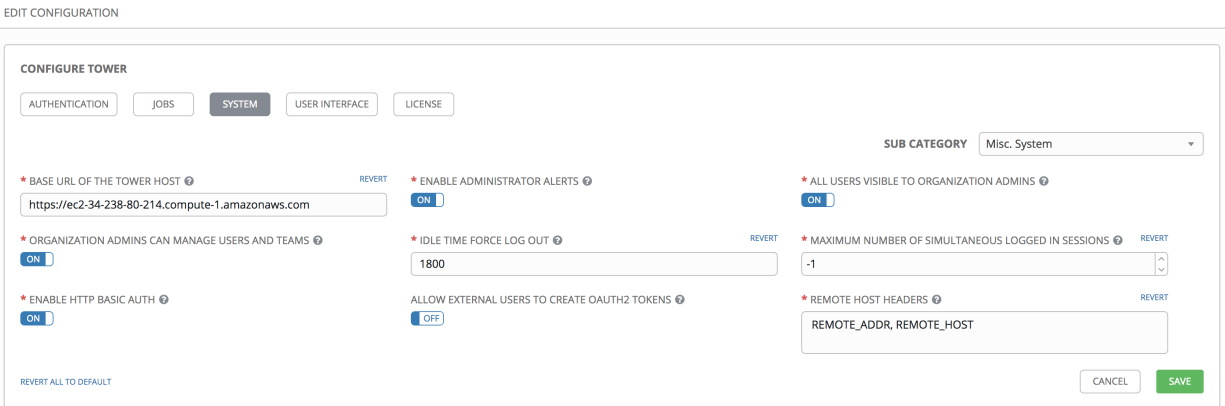 EDIT CONFIGURATION
CONFIGURE TOWER
AUTHENTICATION JOBS SYSTEM USER INTERFACE LICENSE
SUB CATEGORY Misc. System
* BASE URL OF THE TOWER HOST ? REVERT * ENABLE ADMINISTRATOR ALERTS ? * ALL USERS VISIBLE TO ORGANIZATION ADMINS ?
https://ec2-34-238-80-214.compute-1.amazonaws.com ON ON
* ORGANIZATION ADMINS CAN MANAGE USERS AND TEAMS ? * IDLE TIME FORCE LOG OUT ? REVERT * MAXIMUM NUMBER OF SIMULTANEOUS LOGGED IN SESSIONS ? REVERT
ON 1800 -1
* ENABLE HTTP BASIC AUTH ? ALLOW EXTERNAL USERS TO CREATE OAUTH2 TOKENS ? * REMOTE HOST HEADERS ? REVERT
ON OFF REMOTE_ADDR, REMOTE_HOST
REVERT ALL TO DEFAULT CANCEL SAVE